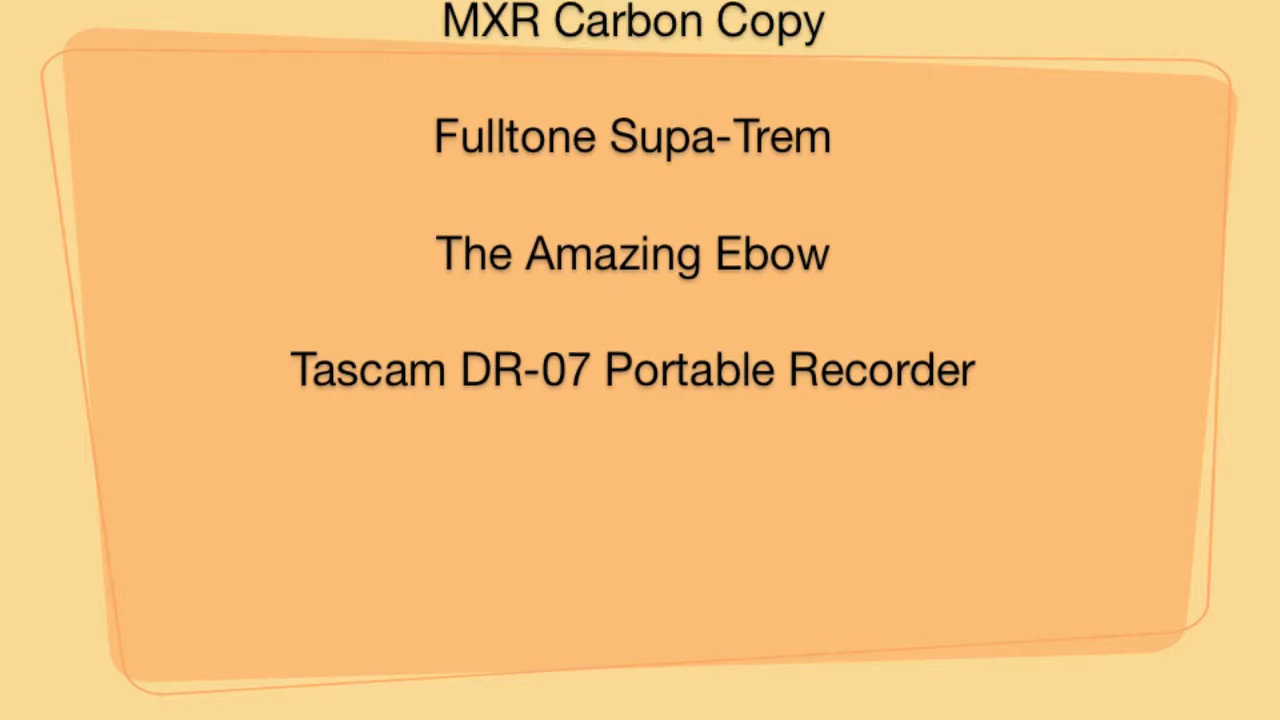 MXR Carbon Copy
Fulltone Supa-Trem
The Amazing Ebow
Tascam DR-07 Portable Recorder